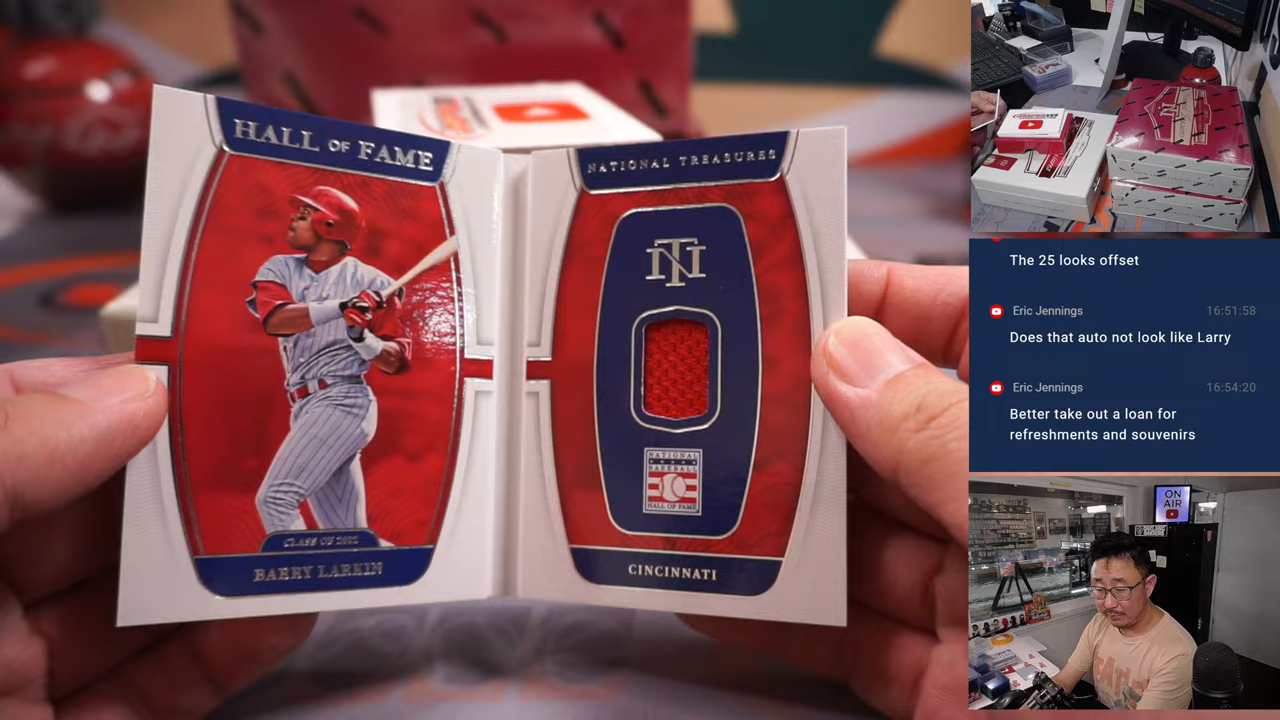 HALL OF FAME
CLASS OF 2012
BARRY LARKIN
NATIONAL TREASURES
NT
NATIONAL
BASEBALL
HALL OF FAME
CINCINNATI
The 25 looks offset
Eric Jennings 16:51:58
Does that auto not look like Larry
Eric Jennings 16:54:20
Better take out a loan for
refreshments and souvenirs
ON
AIR